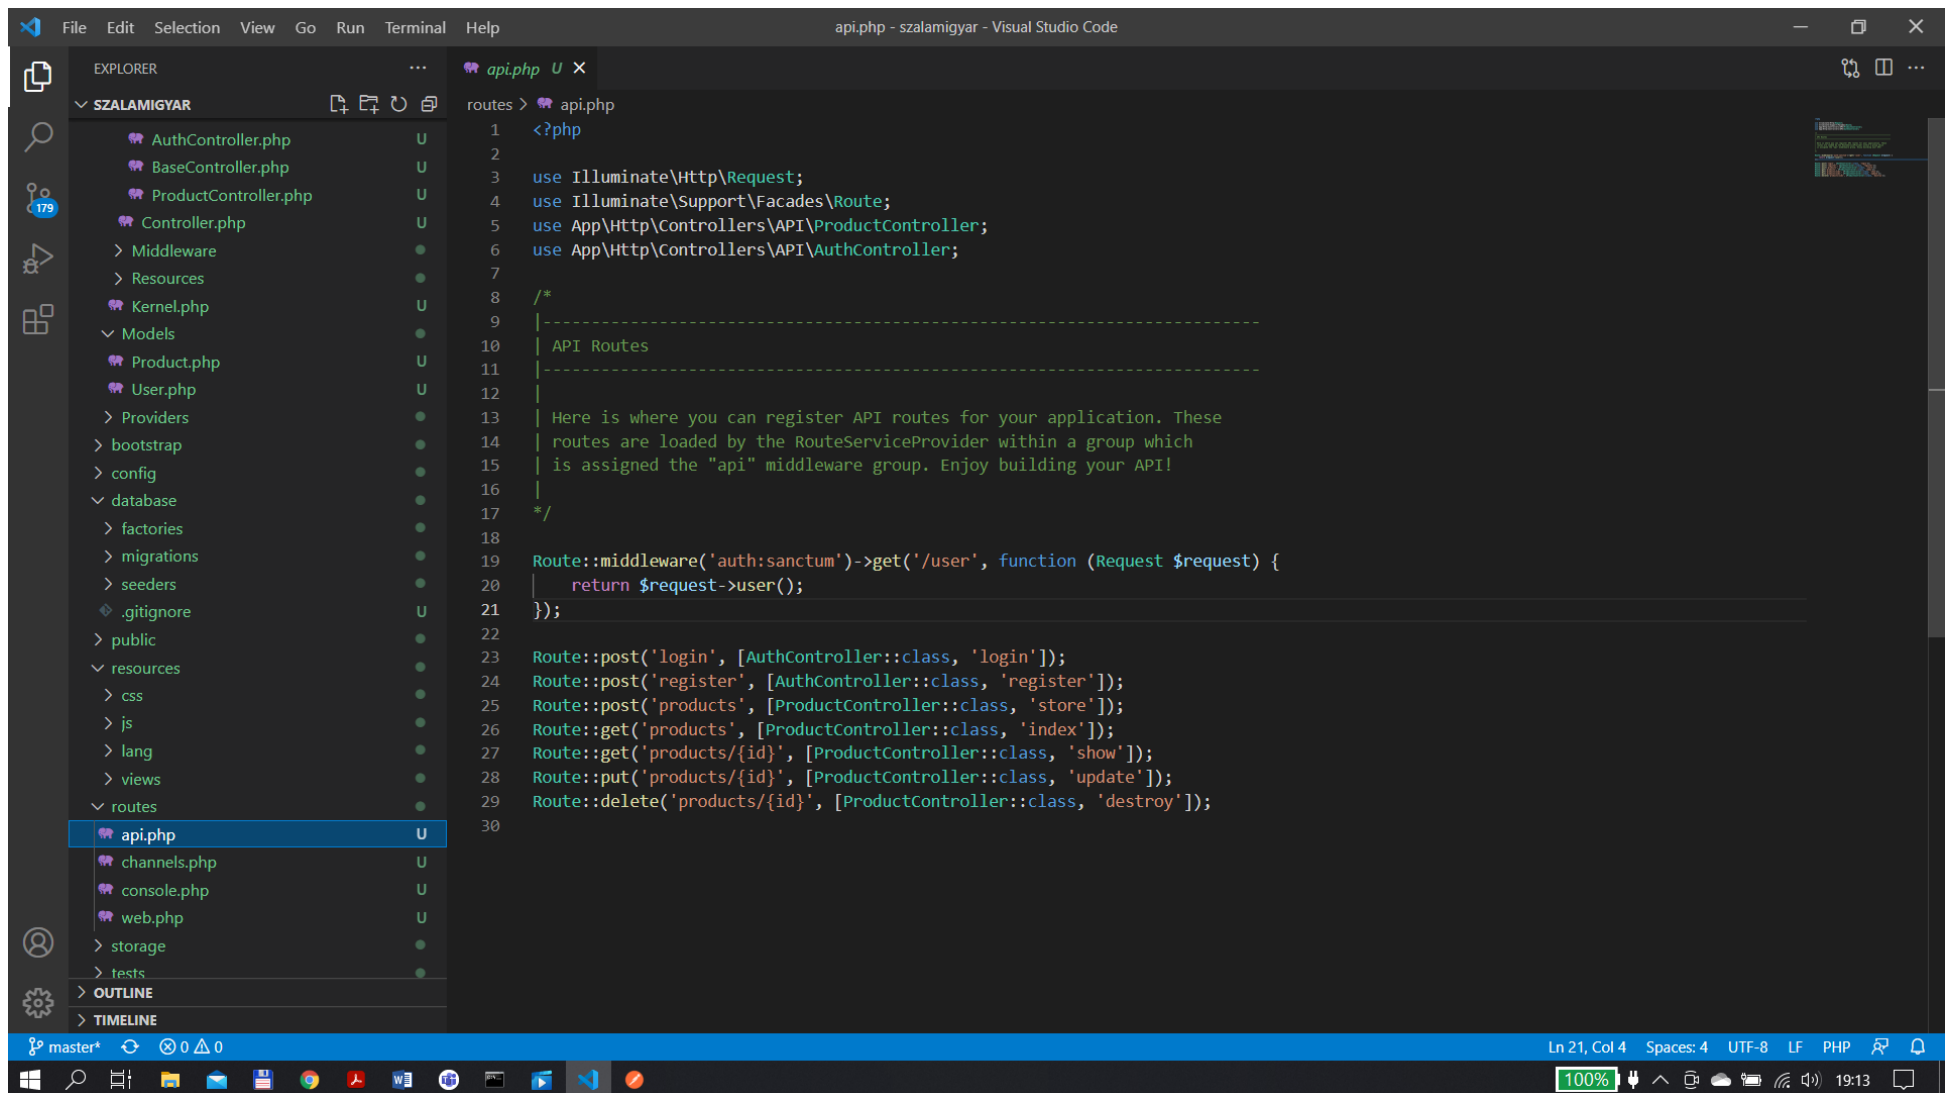 File Edit Selection View Go Run Terminal Help
api.php - szalamigyar - Visual Studio Code
EXPLORER
SZALAMIGYAR
AuthController.php U
BaseController.php U
ProductController.php U
Controller.php U
Middleware
Resources
Kernel.php U
Models
Product.php U
User.php U
Providers
bootstrap
config
database
factories
migrations
seeders
.gitignore U
public
resources
css
js
lang
views
routes
api.php U
channels.php U
console.php U
web.php U
storage
tests
OUTLINE
TIMELINE
179
api.php U
routes > api.php
1 <?php
2
3 use Illuminate\Http\Request;
4 use Illuminate\Support\Facades\Route;
5 use App\Http\Controllers\API\ProductController;
6 use App\Http\Controllers\API\AuthController;
7
8 /*
9 |--------------------------------------------------------------------------
10 | API Routes
11 |--------------------------------------------------------------------------
12 |
13 | Here is where you can register API routes for your application. These
14 | routes are loaded by the RouteServiceProvider within a group which
15 | is assigned the "api" middleware group. Enjoy building your API!
16 |
17 */
18
19 Route::middleware('auth:sanctum')->get('/user', function (Request $request) {
20     return $request->user();
21 });
22
23 Route::post('login', [AuthController::class, 'login']);
24 Route::post('register', [AuthController::class, 'register']);
25 Route::post('products', [ProductController::class, 'store']);
26 Route::get('products', [ProductController::class, 'index']);
27 Route::get('products/{id}', [ProductController::class, 'show']);
28 Route::put('products/{id}', [ProductController::class, 'update']);
29 Route::delete('products/{id}', [ProductController::class, 'destroy']);
30
master* 0 0
Ln 21, Col 4 Spaces: 4 UTF-8 LF PHP
100% 19:13